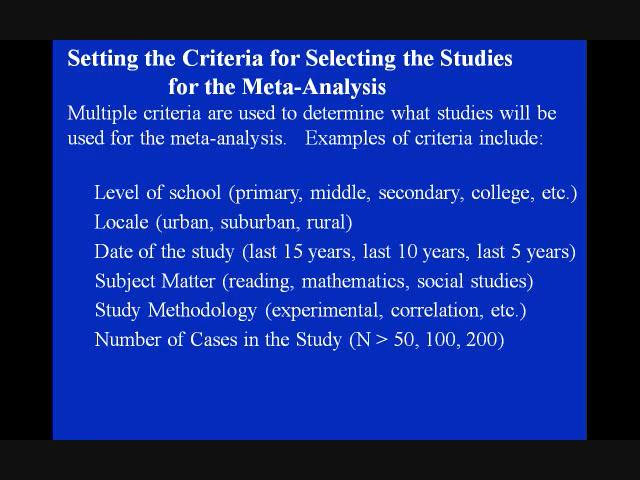 Setting the Criteria for Selecting the Studies
for the Meta-Analysis
Multiple criteria are used to determine what studies will be
used for the meta-analysis. Examples of criteria include:
Level of school (primary, middle, secondary, college, etc.)
Locale (urban, suburban, rural)
Date of the study (last 15 years, last 10 years, last 5 years)
Subject Matter (reading, mathematics, social studies)
Study Methodology (experimental, correlation, etc.)
Number of Cases in the Study (N > 50, 100, 200)